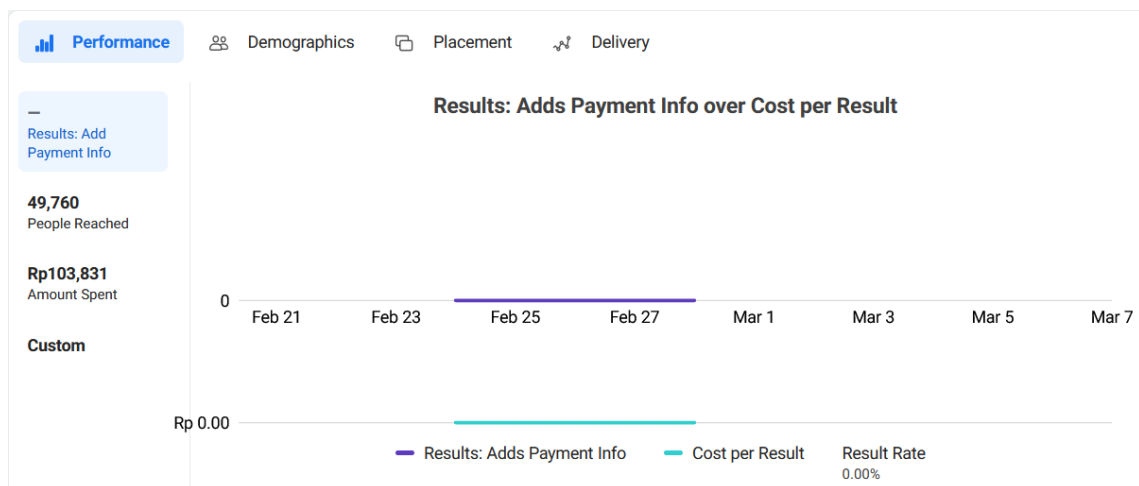 Performance
Demographics
Placement
Delivery
—
Results: Add
Payment Info
49,760
People Reached
Rp103,831
Amount Spent
Custom
Results: Adds Payment Info over Cost per Result
0
Feb 21 Feb 23 Feb 25 Feb 27 Mar 1 Mar 3 Mar 5 Mar 7
Rp 0.00
Results: Adds Payment Info Cost per Result Result Rate
0.00%